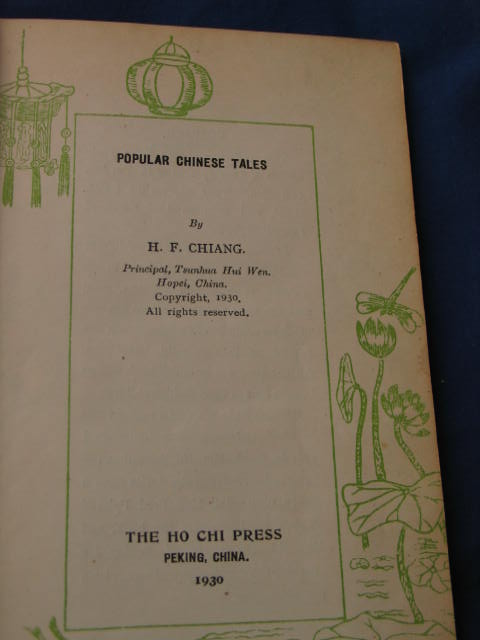 POPULAR CHINESE TALES
By
H. F. CHIANG.
Principal, Tsunhua Hui Wen.
Hopei, China.
Copyright, 1930.
All rights reserved.
THE HO CHI PRESS
PEKING, CHINA.
1930